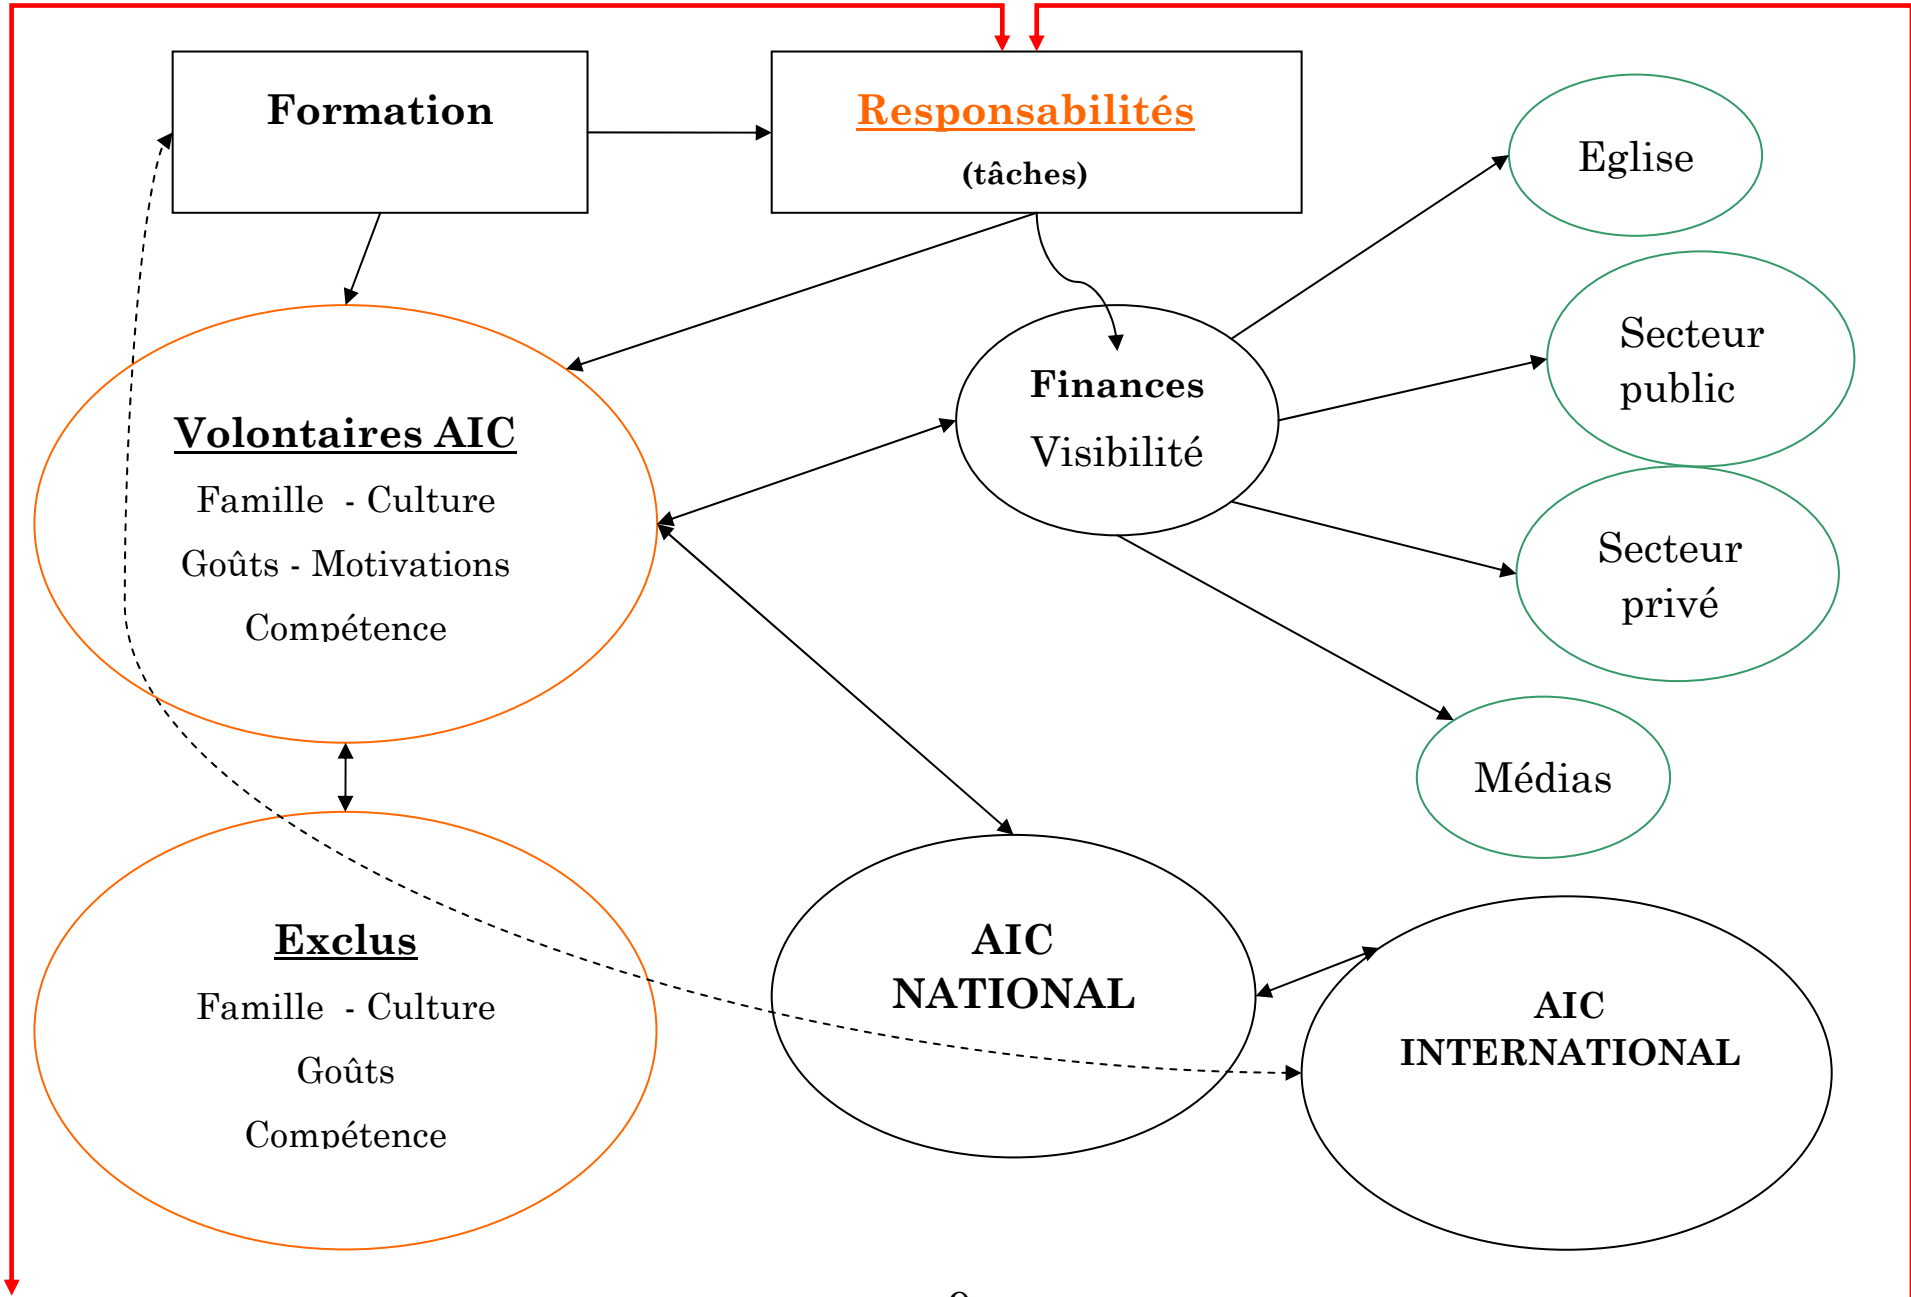 Formation
Responsabilités
(tâches)
Eglise
Secteur
public
Finances
Visibilité
Volontaires AIC
Famille - Culture
Goûts - Motivations
Compétence
Secteur
privé
Médias
Exclus
Famille - Culture
Goûts
Compétence
AIC
NATIONAL
AIC
INTERNATIONAL